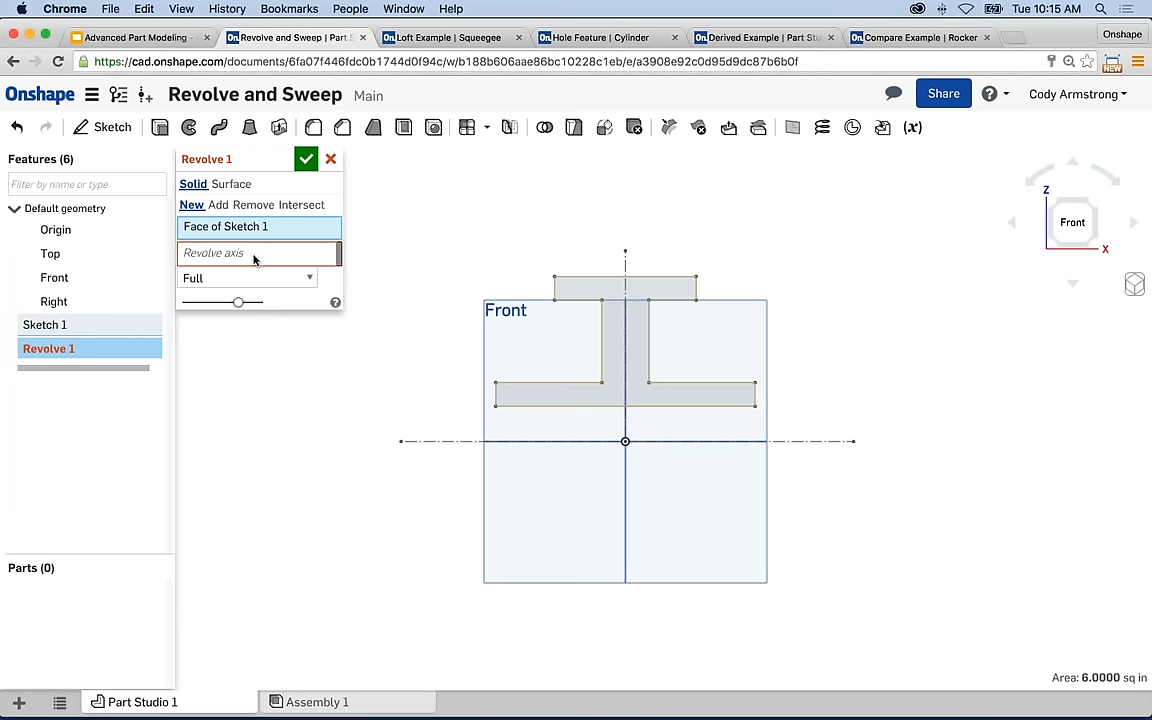 Chrome File Edit View History Bookmarks People Window Help Tue 10:15 AM
Advanced Part Modeling - Revolve and Sweep | Part S Loft Example | Squeegee Hole Feature | Cylinder Derived Example | Part Stu Compare Example | Rocker Onshape
https://cad.onshape.com/documents/6fa07f446fdc0b1744d0f94c/w/b188b606aae86bc10228c1eb/e/a3908e92c0d95d9dc87b6b0f NEW
Onshape Revolve and Sweep Main Share Cody Armstrong
Sketch (x)
Features (6)
Filter by name or type
Default geometry
Origin
Top
Front
Right
Sketch 1
Revolve 1
Parts (0)
Revolve 1
Solid Surface
New Add Remove Intersect
Face of Sketch 1
Revolve axis
Full
Front
Z
Front
X
Area: 6.0000 sq in
Part Studio 1 Assembly 1